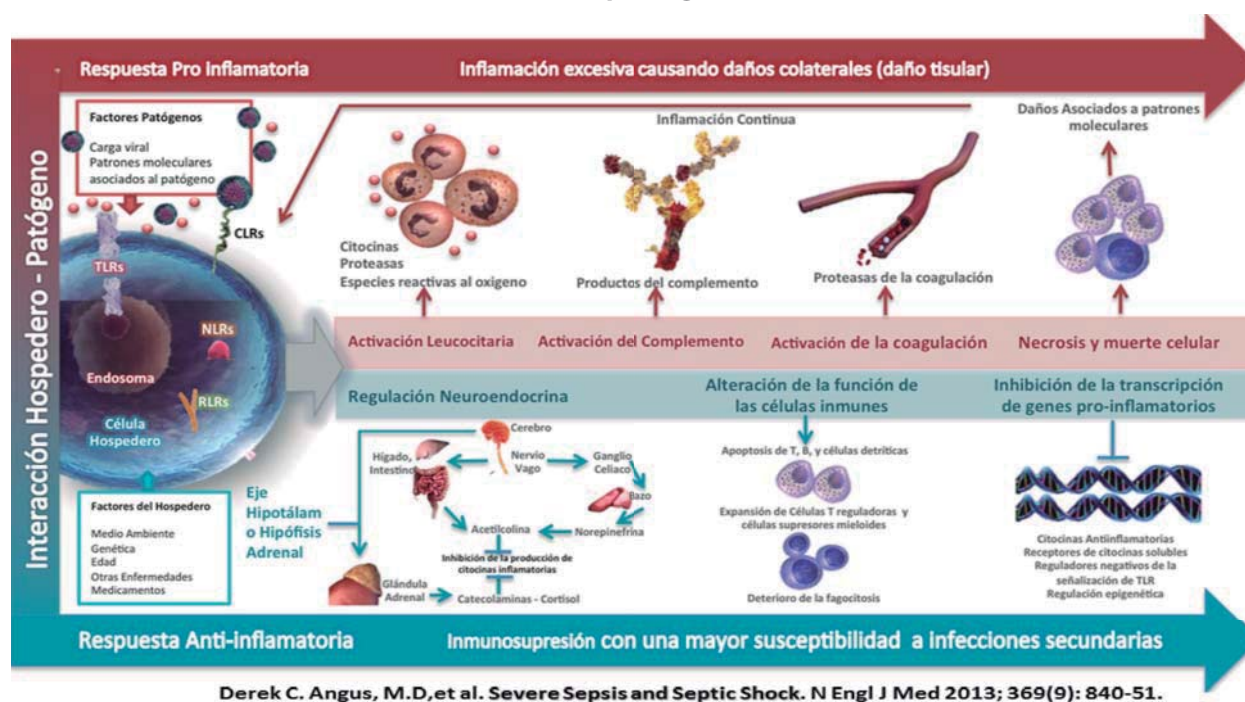 Respuesta Pro Inflamatoria
Inflamación excesiva causando daños colaterales (daño tisular)
Interacción Hospedero - Patógeno
Factores Patógenos
Carga viral
Patrones moleculares
asociados al patógeno
CLRs
TLRs
NLRs
Endosoma
RLRs
Célula
Hospedero
Inflamación Continua
Daños Asociados a patrones
moleculares
Citocinas
Proteasas
Especies reactivas al oxigeno
Productos del complemento
Proteasas de la coagulación
Activación Leucocitaria
Activación del Complemento
Activación de la coagulación
Necrosis y muerte celular
Regulación Neuroendocrina
Alteración de la función de
las células inmunes
Inhibición de la transcripción
de genes pro-inflamatorios
Factores del Hospedero
Medio Ambiente
Genética
Edad
Otras Enfermedades
Medicamentos
Eje
Hipotálam
o Hipófisis
Adrenal
Cerebro
Hígado,
Intestino
Nervio
Vago
Ganglio
Celiaco
Bazo
Acetilcolina
Norepinefrina
Inhibición de la producción de
citocinas inflamatorias
Glándula
Adrenal
Catecolaminas - Cortisol
Apoptosis de T, B, y células detríticas
Expansión de Células T reguladoras y
células supresores mieloides
Deterioro de la fagocitosis
Citocinas Antiinflamatorias
Receptores de citocinas solubles
Reguladores negativos de la
señalización de TLR
Regulación epigenética
Respuesta Anti-inflamatoria
Inmunosupresión con una mayor susceptibilidad a infecciones secundarias
Derek C. Angus, M.D,et al. Severe Sepsis and Septic Shock. N Engl J Med 2013; 369(9): 840-51.